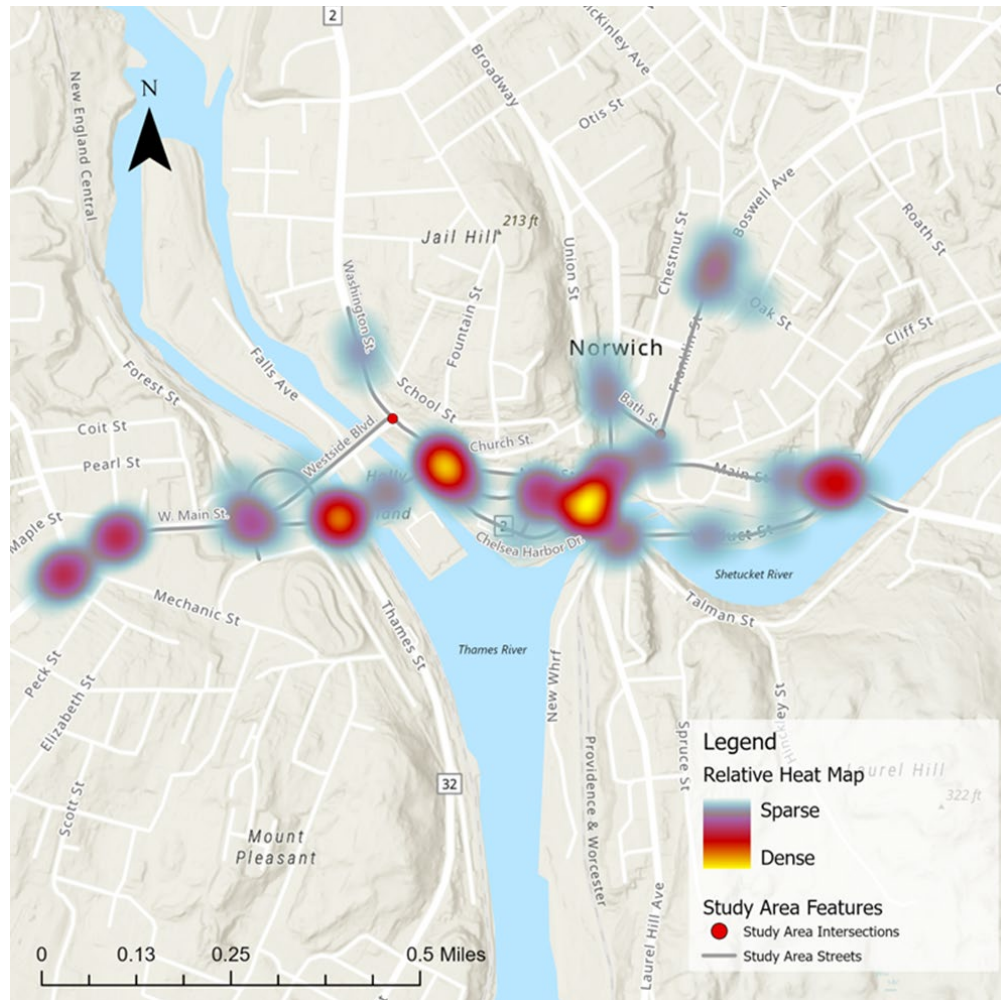 2
McKinley Ave
Broadway
New England Central
N
Otis St
Boswell Ave
Roath St
213 ft
Jail Hill
Chestnut St
Union St
Washington St.
Oak St
Fountain St
Franklin St
Cliff St
Norwich
Falls Ave
Forest St
School St
Bath St.
Coit St
Westside Blvd.
Church St.
Pearl St
Main St.
Holly
W. Main St.
Maple St
2
Chelsea Harbor Dr.
Shetucket River
Mechanic St
Talman St
Thames St
Thames River
Peck St
New Whrf
Elizabeth St
Hinckley St
Spruce St
Legend
Relative Heat Map
Laurel Hill
32
Providence & Worcester
Scott St
322 ft
Sparse
Mount
Pleasant
Dense
Laurel Hill Ave
Study Area Features
Study Area Intersections
Study Area Streets
0 0.13 0.25 0.5 Miles